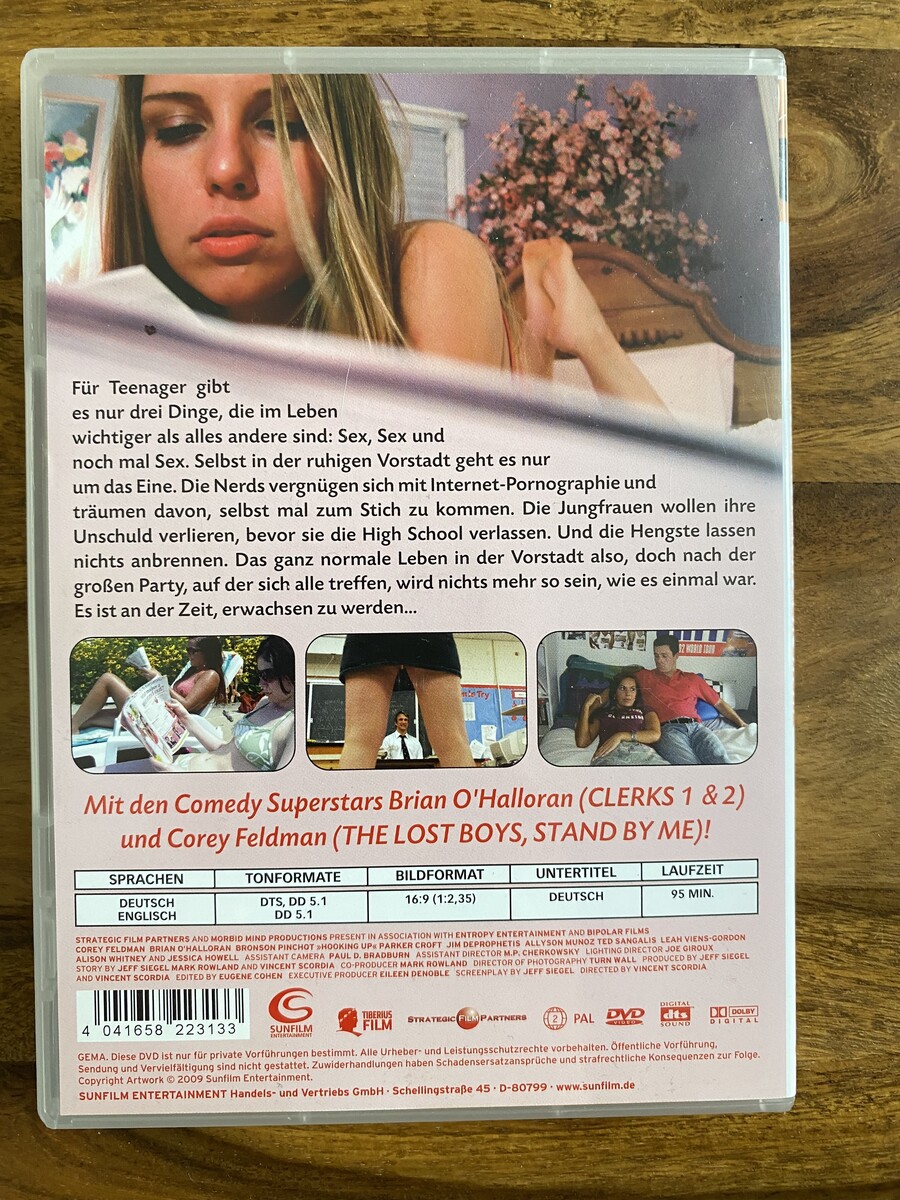 Für Teenager gibt
es nur drei Dinge, die im Leben
wichtiger als alles andere sind: Sex, Sex und
noch mal Sex. Selbst in der ruhigen Vorstadt geht es nur
um das Eine. Die Nerds vergnügen sich mit Internet-Pornographie und
träumen davon, selbst mal zum Stich zu kommen. Die Jungfrauen wollen ihre
Unschuld verlieren, bevor sie die High School verlassen. Und die Hengste lassen
nichts anbrennen. Das ganz normale Leben in der Vorstadt also, doch nach der
großen Party, auf der sich alle treffen, wird nichts mehr so sein, wie es einmal war.
Es ist an der Zeit, erwachsen zu werden...
WORLD TOUR
Mit den Comedy Superstars Brian O'Halloran (CLERKS 1 & 2)
und Corey Feldman (THE LOST BOYS, STAND BY ME)!
SPRACHEN TONFORMATE BILDFORMAT UNTERTITEL LAUFZEIT
DEUTSCH DTS, DD 5.1 16:9 (1:2,35) DEUTSCH 95 MIN.
ENGLISCH DD 5.1
STRATEGIC FILM PARTNERS AND MORBID MIND PRODUCTIONS PRESENT IN ASSOCIATION WITH ENTROPY ENTERTAINMENT AND BIPOLAR FILMS
COREY FELDMAN BRIAN O'HALLORAN BRONSON PINCHOT »HOOKING UP« PARKER CROFT JIM DEPROPHETIS ALLYSON MUNOZ TED SANGALIS LEAH VIENS-GORDON
ALISON WHITNEY AND JESSICA HOWELL ASSISTANT CAMERA PAUL D. BRADBURN ASSISTANT DIRECTOR M.P. CHERKOWSKY LIGHTING DIRECTOR JOE GIROUX
STORY BY JEFF SIEGEL MARK ROWLAND AND VINCENT SCORDIA CO-PRODUCER MARK ROWLAND DIRECTOR OF PHOTOGRAPHY TURN WALL PRODUCED BY JEFF SIEGEL
AND VINCENT SCORDIA EDITED BY EUGENE COHEN EXECUTIVE PRODUCER EILEEN DENOBLE SCREENPLAY BY JEFF SIEGEL DIRECTED BY VINCENT SCORDIA
4 041658 223133
SUNFILM
ENTERTAINMENT
TIBERIUS
FILM
STRATEGIC FILM PARTNERS
2
PAL
DVD
VIDEO
DIGITAL
dts
SOUND
DOLBY
DIGITAL
GEMA. Diese DVD ist nur für private Vorführungen bestimmt. Alle Urheber- und Leistungsschutzrechte vorbehalten. Öffentliche Vorführung,
Sendung und Vervielfältigung sind nicht gestattet. Zuwiderhandlungen haben Schadensersatzansprüche und strafrechtliche Konsequenzen zur Folge.
Copyright Artwork © 2009 Sunfilm Entertainment.
SUNFILM ENTERTAINMENT Handels- und Vertriebs GmbH · Schellingstraße 45 · D-80799 · www.sunfilm.de